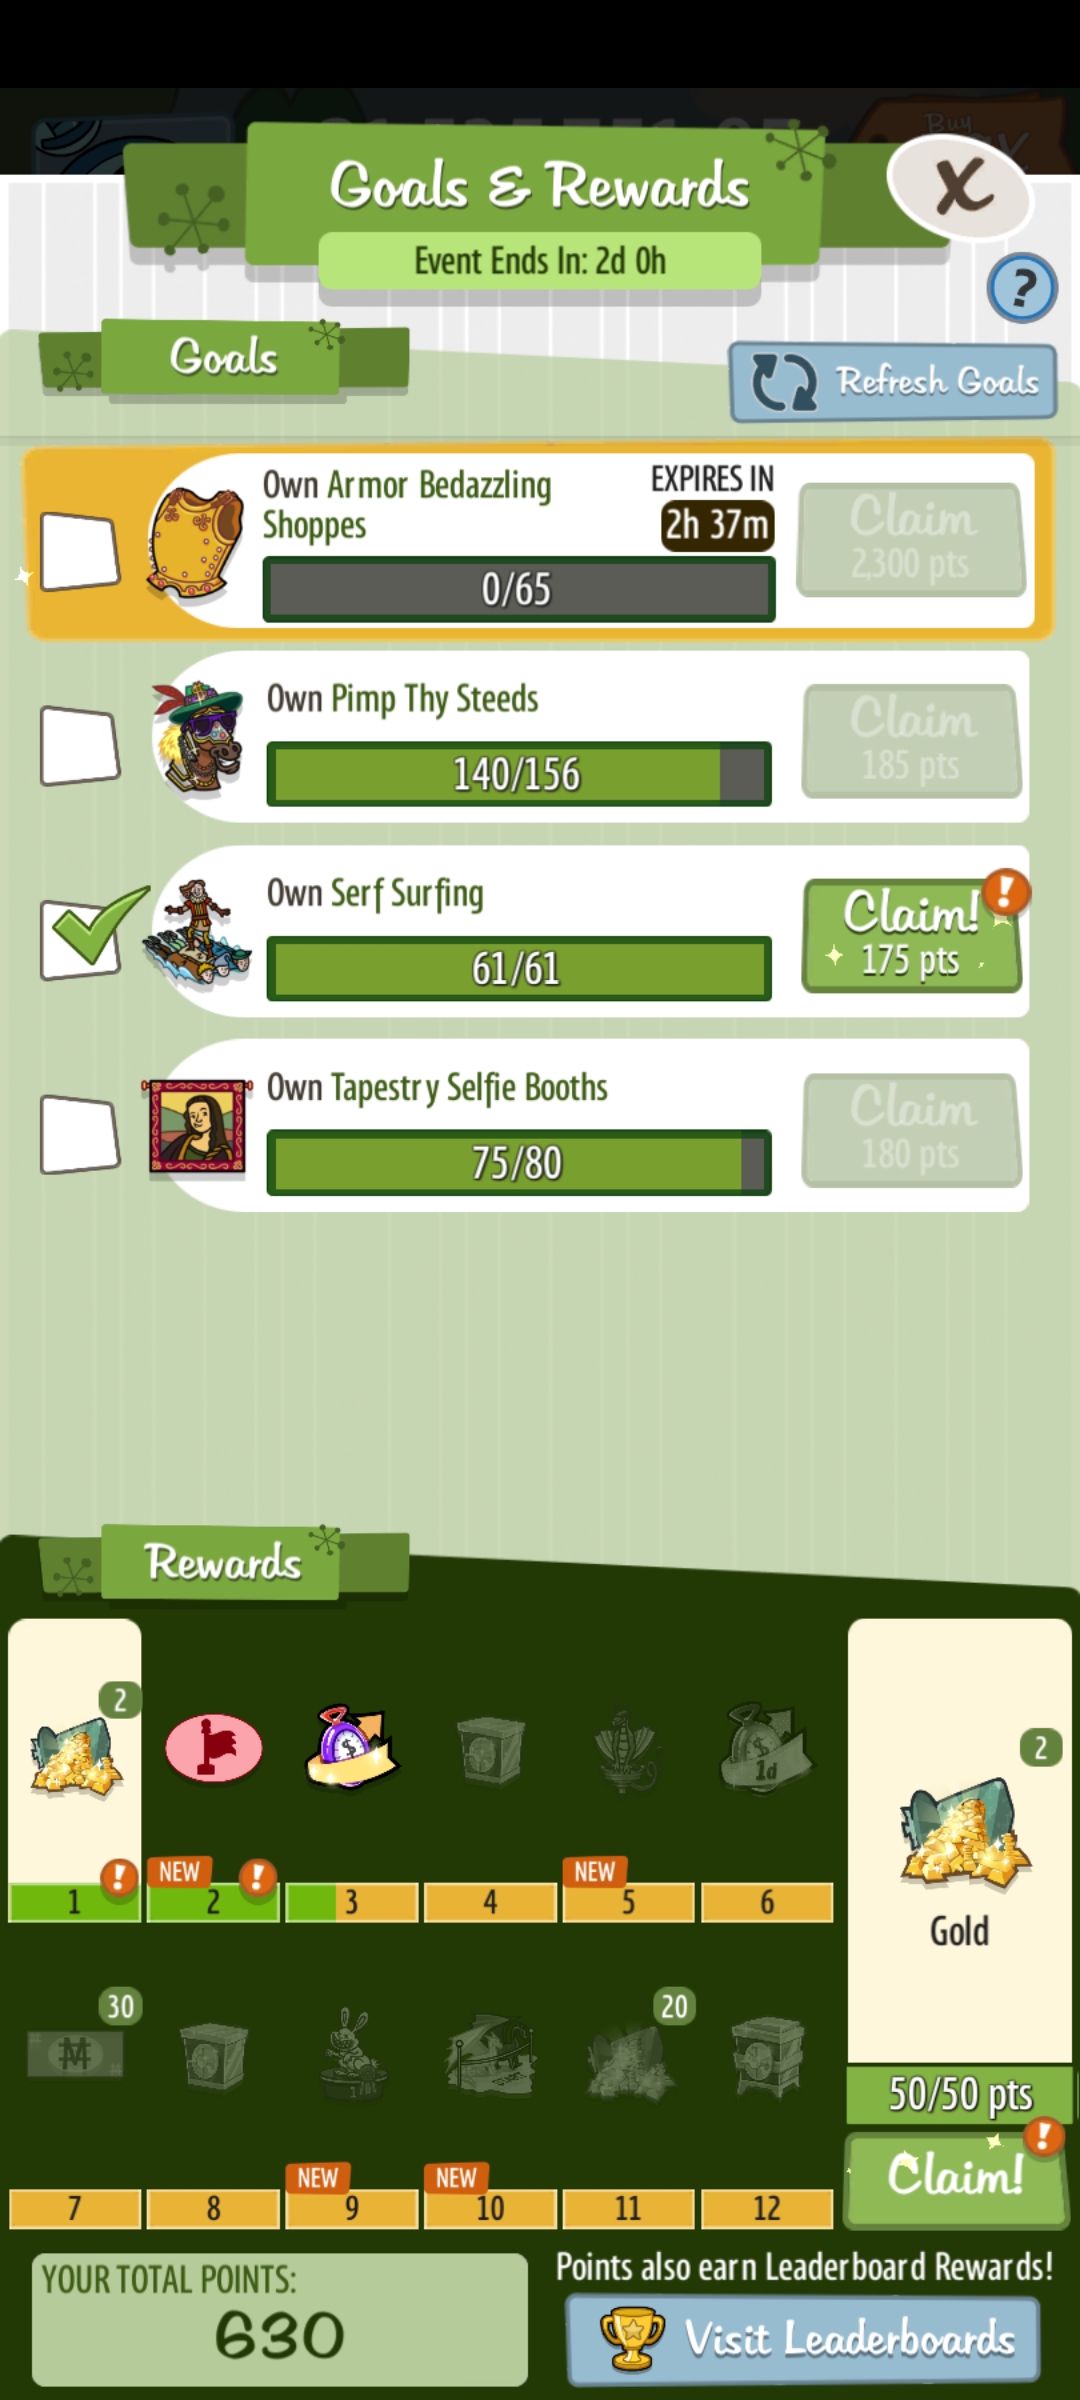 Buy
Goals & Rewards
X
Event Ends In: 2d 0h
?
Goals
Refresh Goals
Own Armor Bedazzling
Shoppes
EXPIRES IN
2h 37m
0/65
Claim
2,300 pts
Own Pimp Thy Steeds
140/156
Claim
185 pts
Own Serf Surfing
61/61
!
Claim!
175 pts
Own Tapestry Selfie Booths
75/80
Claim
180 pts
Rewards
2
$
$
1d
2
Gold
! NEW ! NEW
1 2 3 4 5 6
30 20
1
50/50 pts
!
Claim!
NEW NEW
7 8 9 10 11 12
YOUR TOTAL POINTS:
630
Points also earn Leaderboard Rewards!
Visit Leaderboards